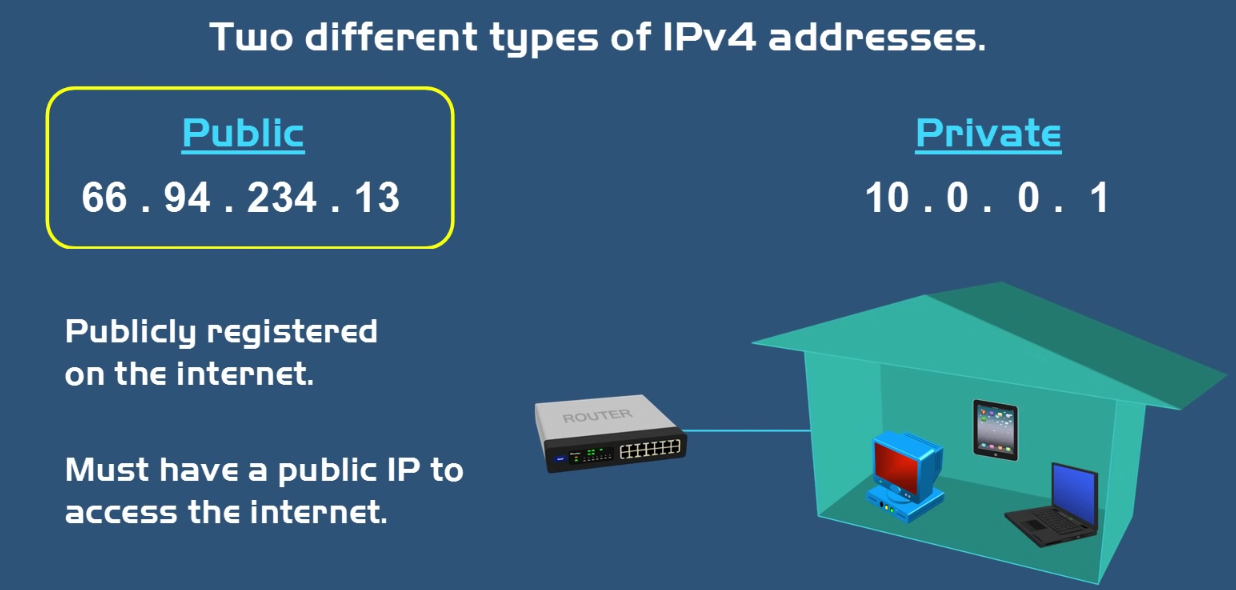 Two different types of IPv4 addresses.
Public
66 . 94 . 234 . 13
Private
10 . 0 . 0 . 1
Publicly registered
on the internet.
Must have a public IP to
access the internet.
ROUTER